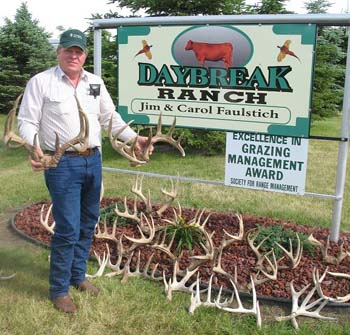 DAYBREAK
RANCH
Jim & Carol Faulstich
EXCELLENCE in
GRAZING
MANAGEMENT
AWARD
SOCIETY FOR RANGE MANAGEMENT